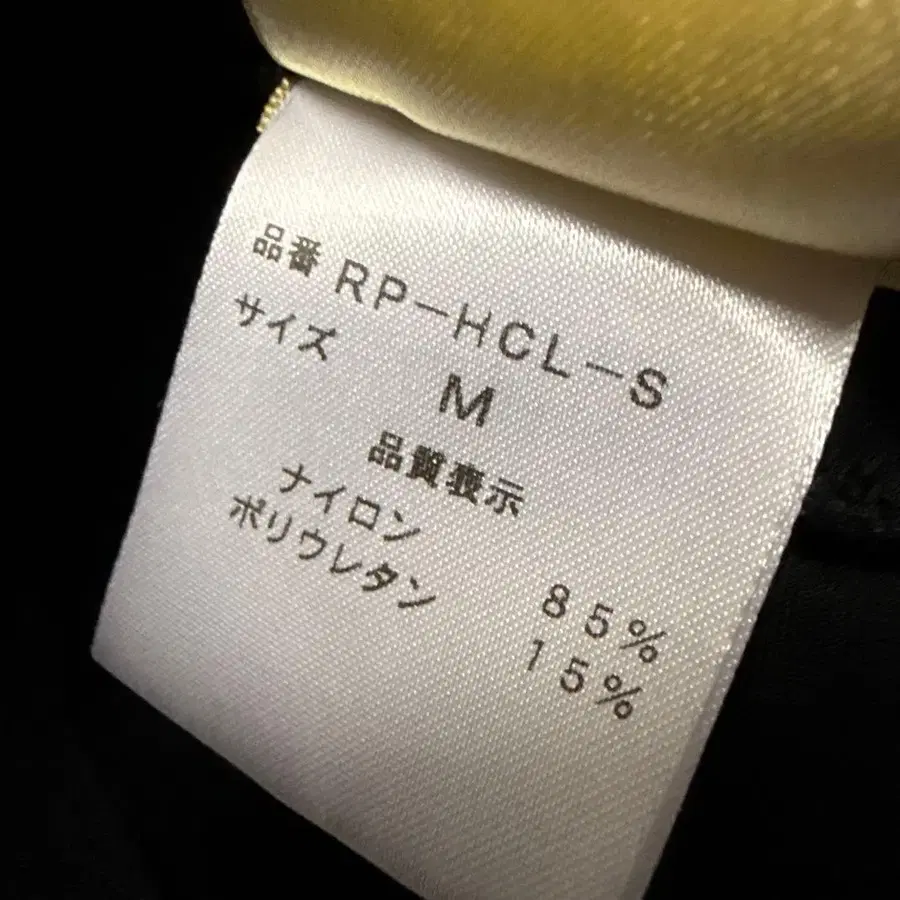 品番 RP-HCL-S
サイズ M
品質表示
ナイロン 85%
ポリウレタン 15%